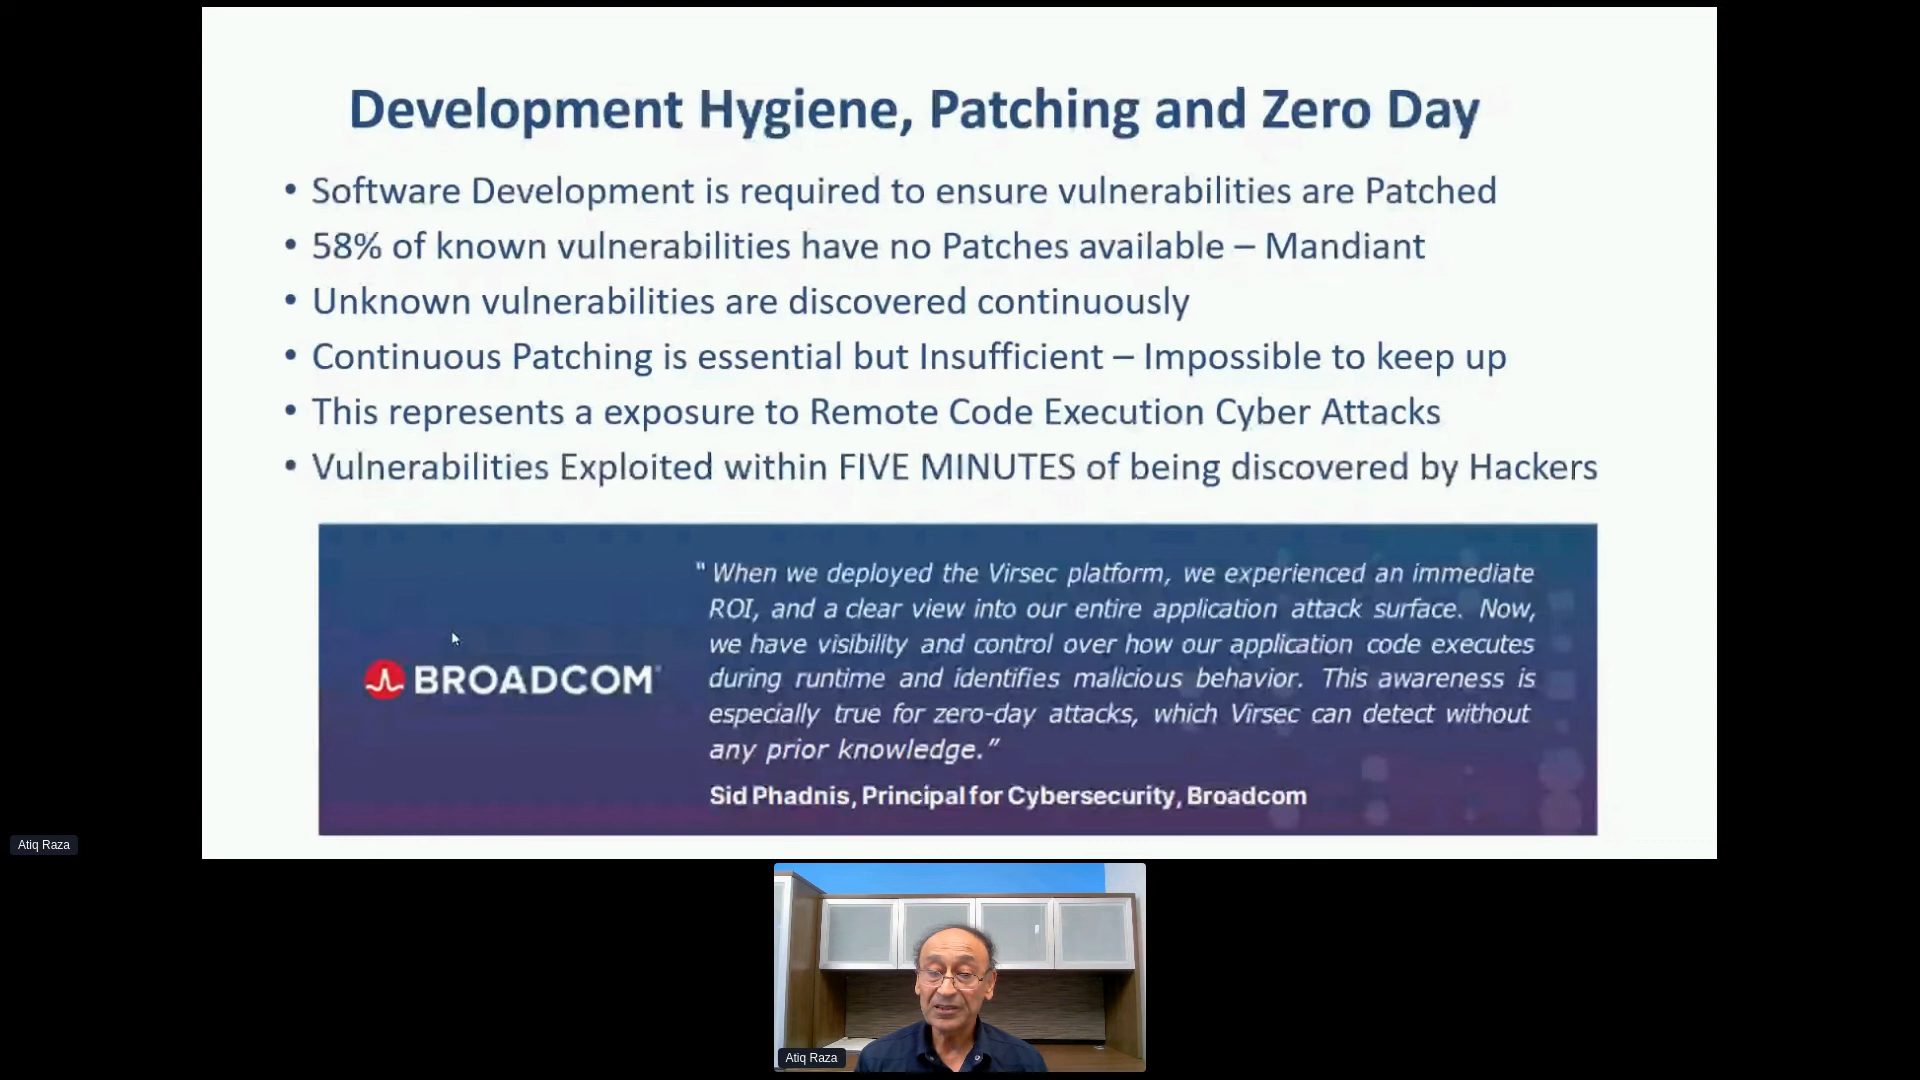 Development Hygiene, Patching and Zero Day
• Software Development is required to ensure vulnerabilities are Patched
• 58% of known vulnerabilities have no Patches available – Mandiant
• Unknown vulnerabilities are discovered continuously
• Continuous Patching is essential but Insufficient – Impossible to keep up
• This represents a exposure to Remote Code Execution Cyber Attacks
• Vulnerabilities Exploited within FIVE MINUTES of being discovered by Hackers
BROADCOM
" When we deployed the Virsec platform, we experienced an immediate
ROI, and a clear view into our entire application attack surface. Now,
we have visibility and control over how our application code executes
during runtime and identifies malicious behavior. This awareness is
especially true for zero-day attacks, which Virsec can detect without
any prior knowledge.”
Sid Phadnis, Principal for Cybersecurity, Broadcom
Atiq Raza
Atiq Raza